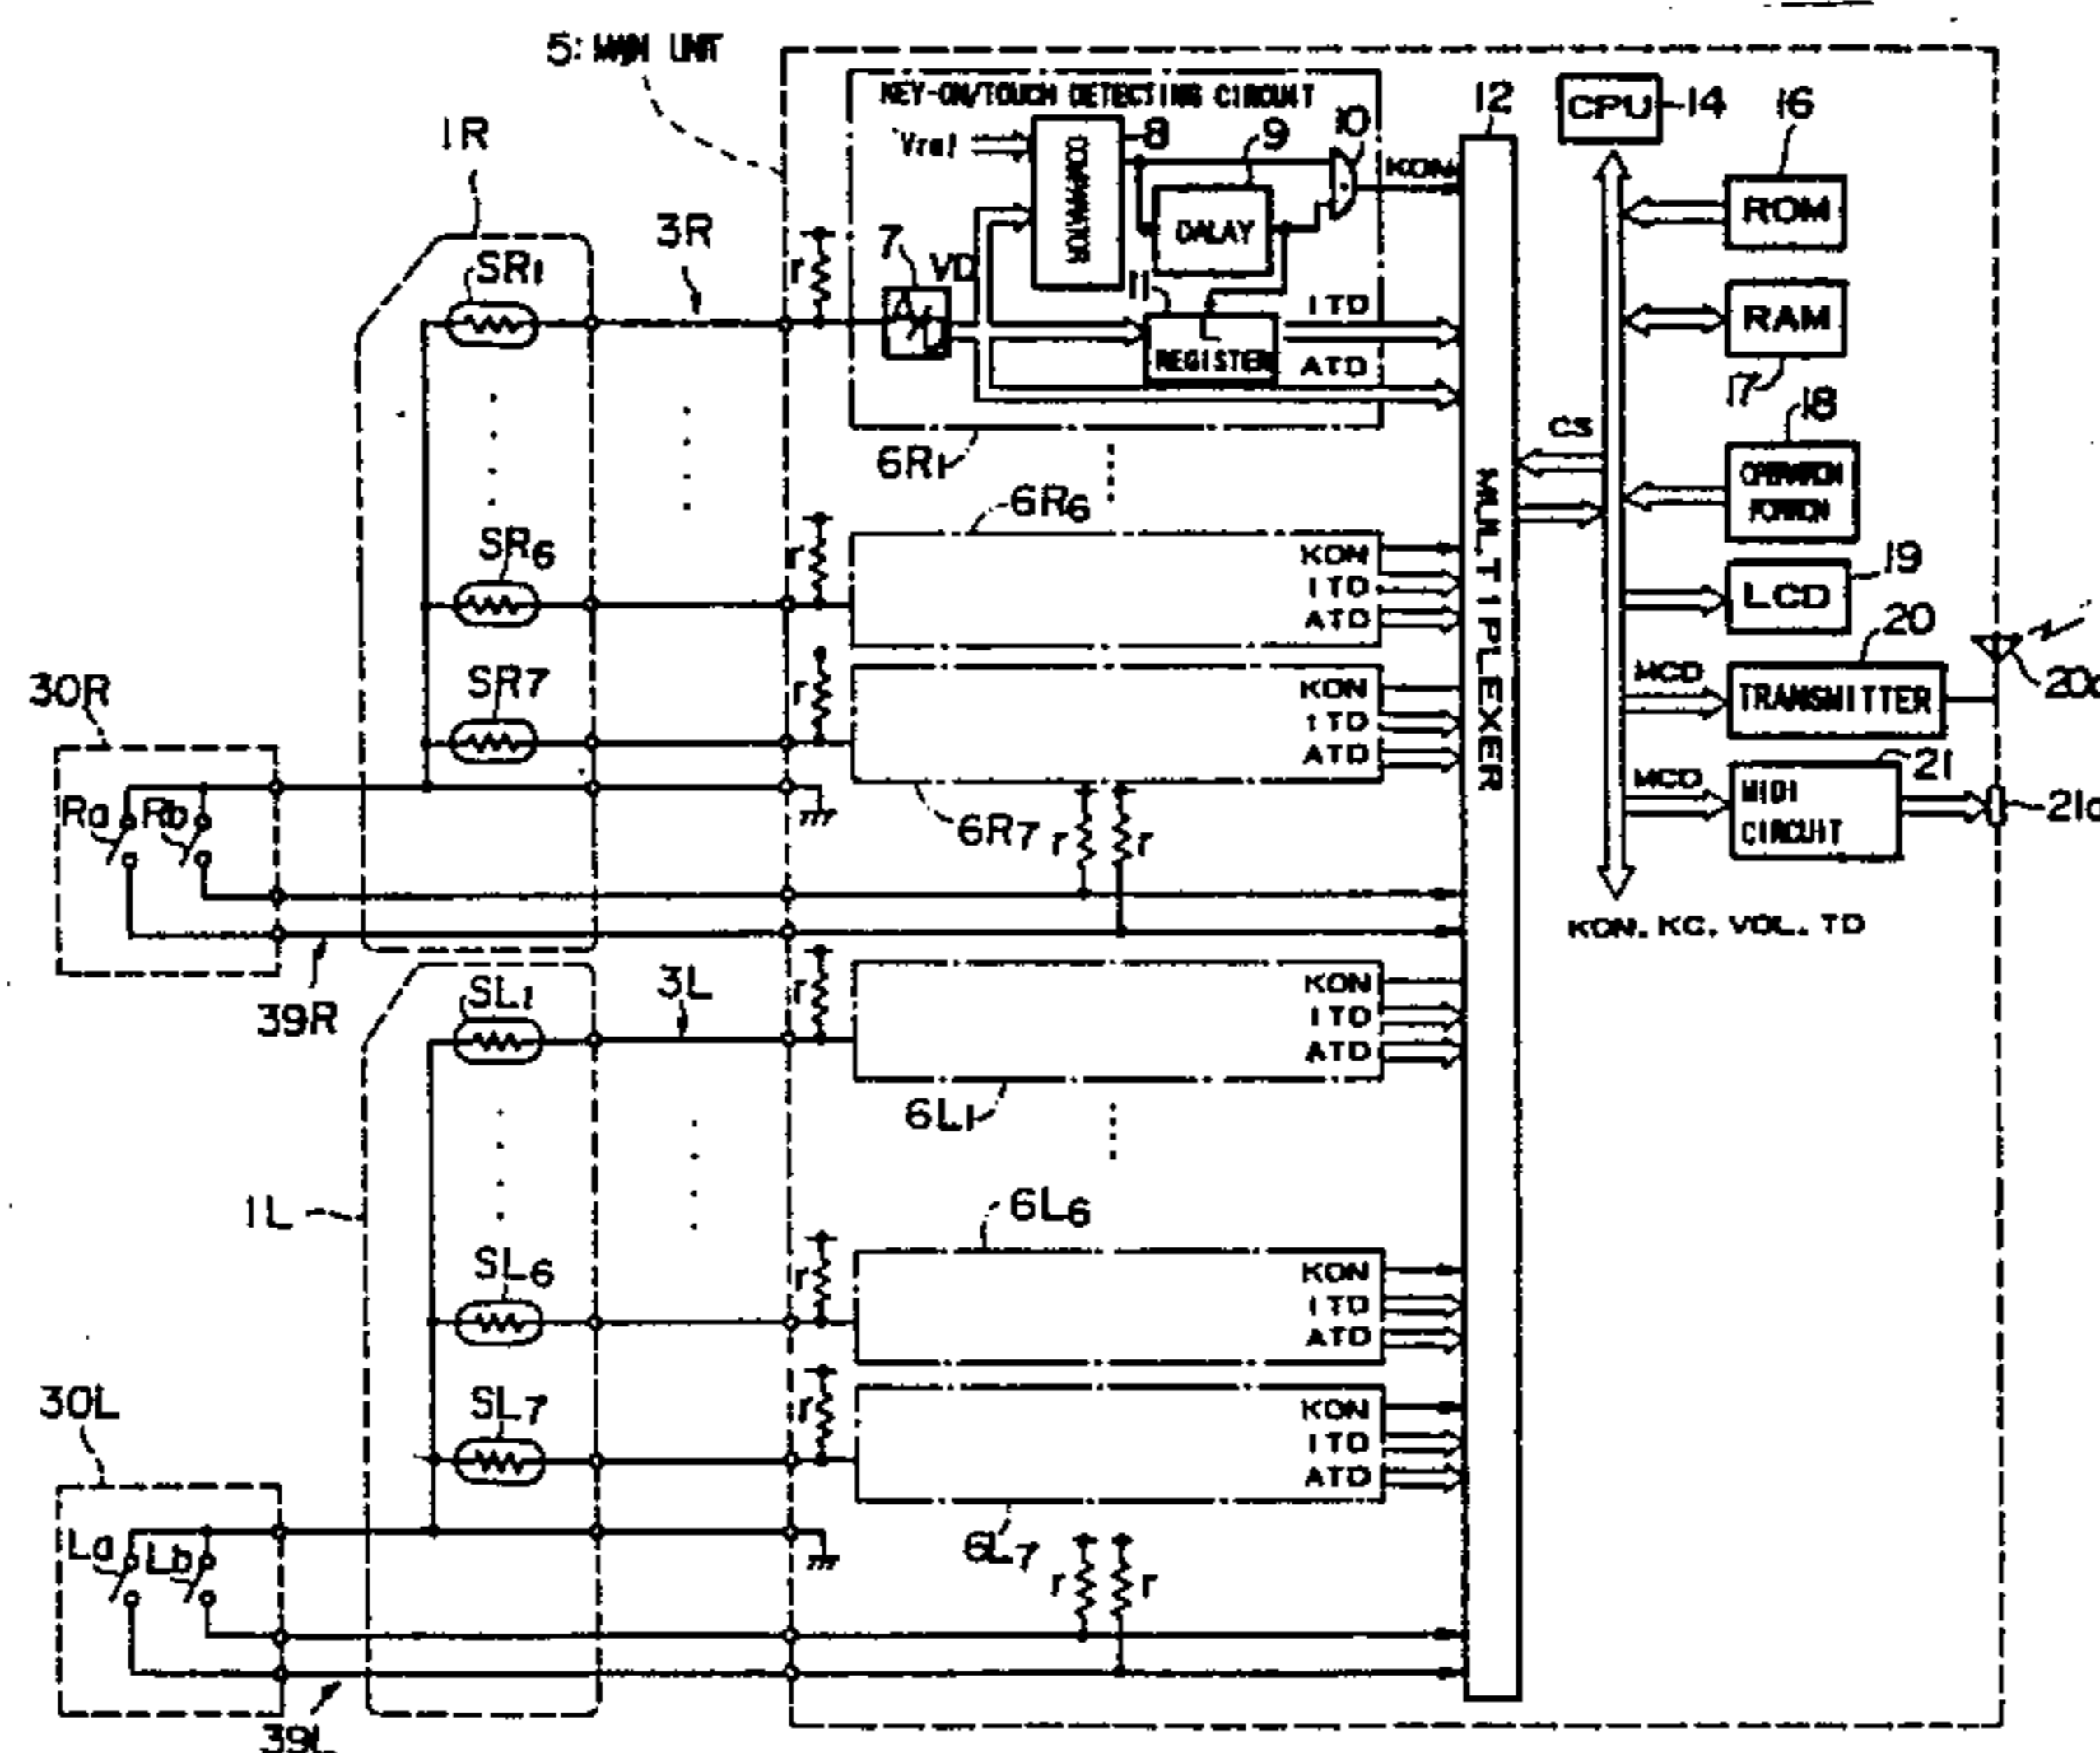 5: MAIN UNIT
KEY-ON/TOUCH DETECTING CIRCUIT
12
CPU
14
16
1R
Vref
8
9
10
KON
COMPARATOR
ROM
3R
DALAY
SR1
r
7
VD
A/D
11
ITD
L
REGISTER
ATD
RAM
17
18
CS
6R1
OPERATION
MULTIPLEXER
6R6
SR6
r
KON
ITD
ATD
19
LCD
20
30R
SR7
r
KON
ITD
ATD
MCD
TRANSMITTER
20a
Ra
Rb
6R7
r
r
MCD
21
MIDI
CIRCUIT
21a
KON, KC, VOL, TD
39R
SL1
3L
r
KON
ITD
ATD
6L1
1L
6L6
SL6
r
KON
ITD
ATD
30L
SL7
r
KON
ITD
ATD
La
Lb
6L7
r
r
39L